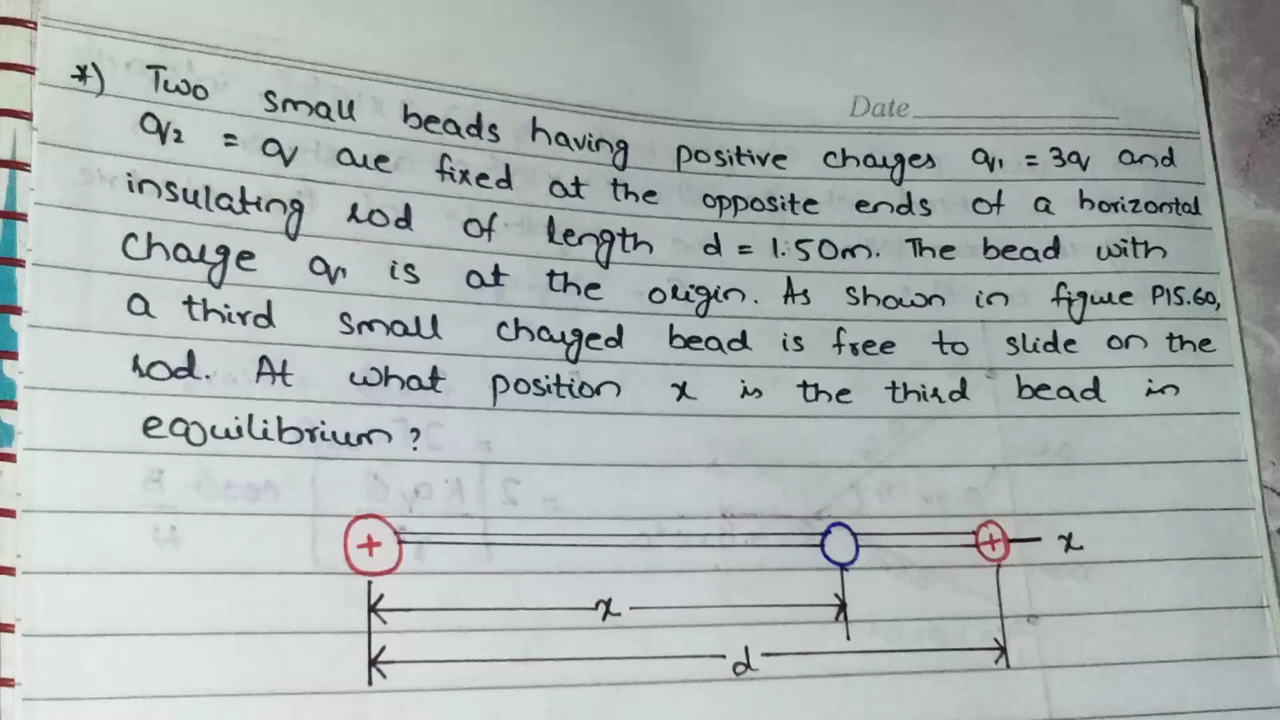 Date
*) Two small beads having positive charges q1 = 3q and
q2 = q are fixed at the opposite ends of a horizontal
insulating rod of length d = 1.50m. The bead with
charge q1 is at the origin. As shown in figure P15.60,
a third small charged bead is free to slide on the
rod. At what position x is the third bead in
equilibrium?
+ + x
x
d